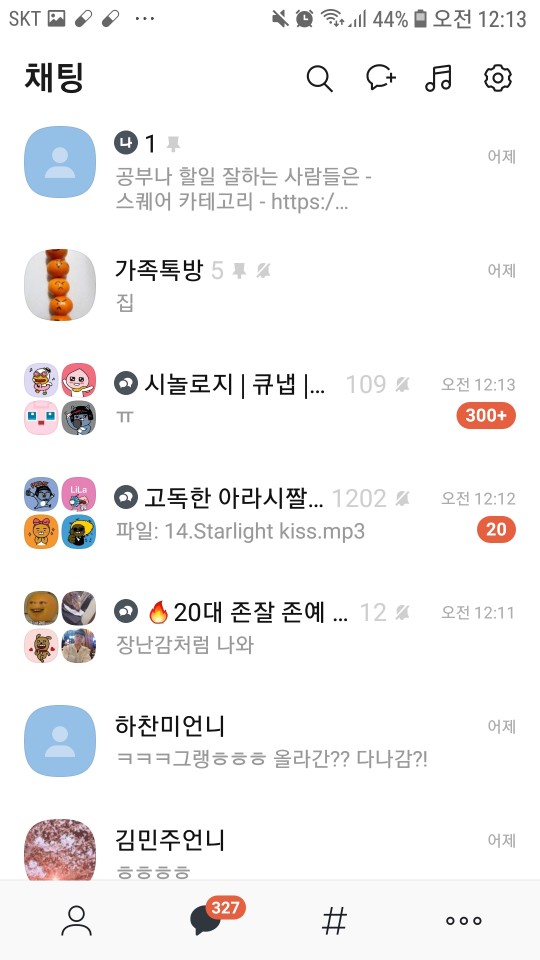 SKT 44% 오전 12:13
채팅
나 1 어제
공부나 할일 잘하는 사람들은 -
스퀘어 카테고리 - https:/...
가족톡방 5 어제
집
시놀로지 | 큐냅 |... 109 오전 12:13
ㅠ 300+
LiLa
고독한 아라시짤... 1202 오전 12:12
파일: 14.Starlight kiss.mp3 20
🔥20대 존잘 존예 ... 12 오전 12:11
장난감처럼 나와
하찬미언니 어제
ㅋㅋㅋ그랭ㅎㅎㅎ 올라간?? 다나감?!
김민주언니 어제
ㅎㅎㅎㅎ
327